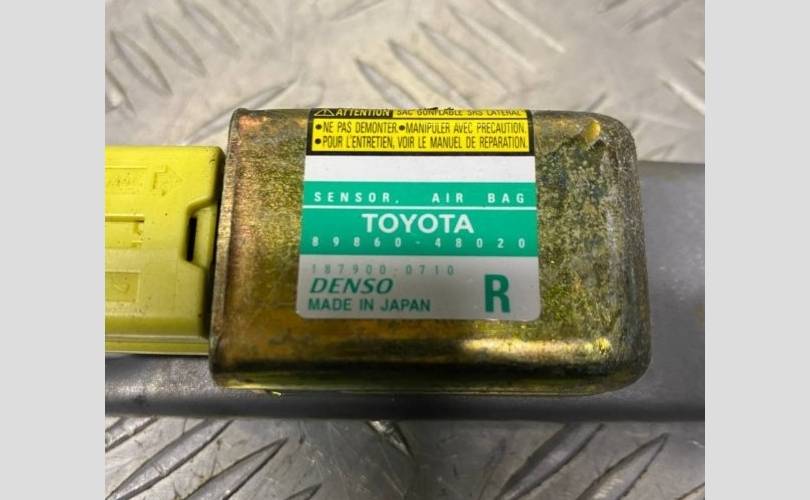 ATTENTION SAC GONFLABLE SRS LATERAL
•NE PAS DEMONTER.•MANIPULER AVEC PRECAUTION.
•POUR L'ENTRETIEN, VOIR LE MANUEL DE REPARATION.
SENSOR, AIR BAG
TOYOTA
89860-48020
187900-0710
DENSO
MADE IN JAPAN
R